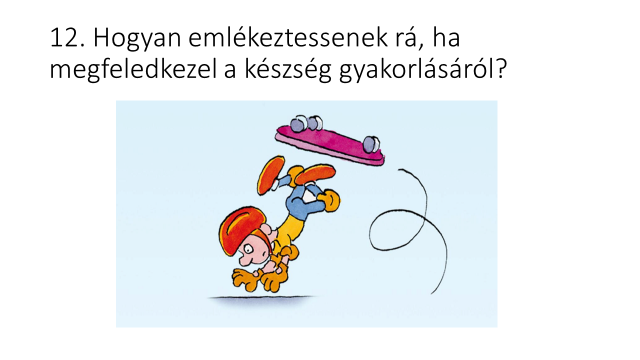 12. Hogyan emlékeztessenek rá, ha
megfeledkezel a készség gyakorlásáról?